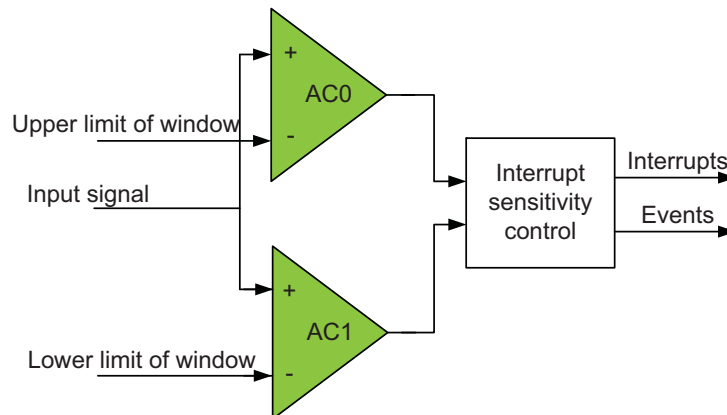 +
AC0
-
Upper limit of window
Input signal
Interrupt
sensitivity
control
Interrupts
Events
+
AC1
-
Lower limit of window